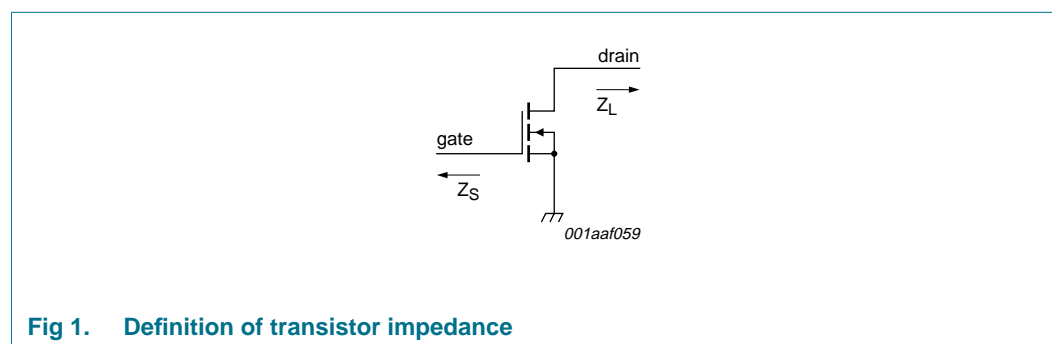 drain
Z_L
gate
Z_S
001aaf059
Fig 1. Definition of transistor impedance